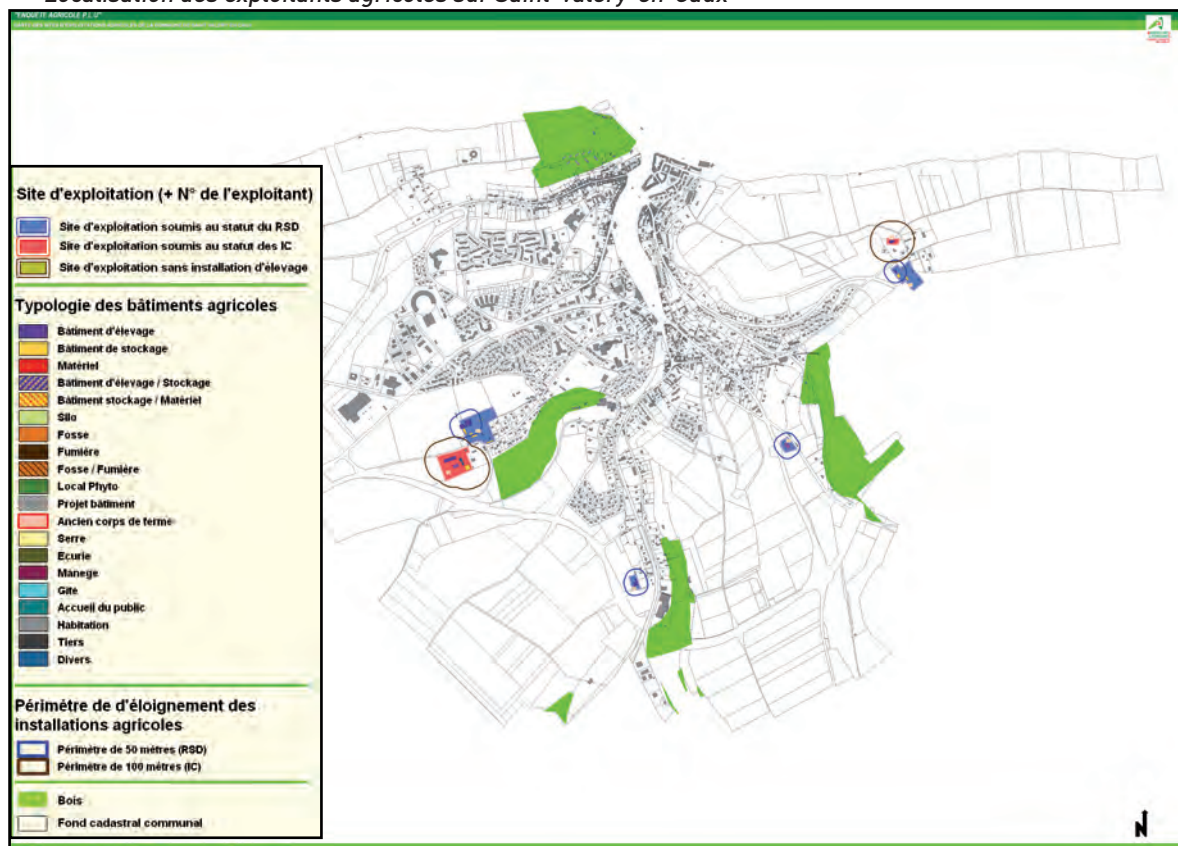 Localisation des exploitants agricoles sur Saint-Valery-en-Caux
"ENQUETE AGRICOLE P.L.U"
Site d'exploitation (+ N° de l'exploitant)
Site d'exploitation soumis au statut du RSD
Site d'exploitation soumis au statut des IC
Site d'exploitation sans installation d'élevage
Typologie des bâtiments agricoles
Bâtiment d'élevage
Bâtiment de stockage
Matériel
Bâtiment d'élevage / Stockage
Bâtiment stockage / Matériel
Silo
Fosse
Fumière
Fosse / Fumière
Local Phyto
Projet bâtiment
Ancien corps de ferme
Serre
Ecurie
Manège
Gîte
Accueil du public
Habitation
Tiers
Divers
Périmètre de d'éloignement des
installations agricoles
Périmètre de 50 mètres (RSD)
Périmètre de 100 mètres (IC)
Bois
Fond cadastral communal
N